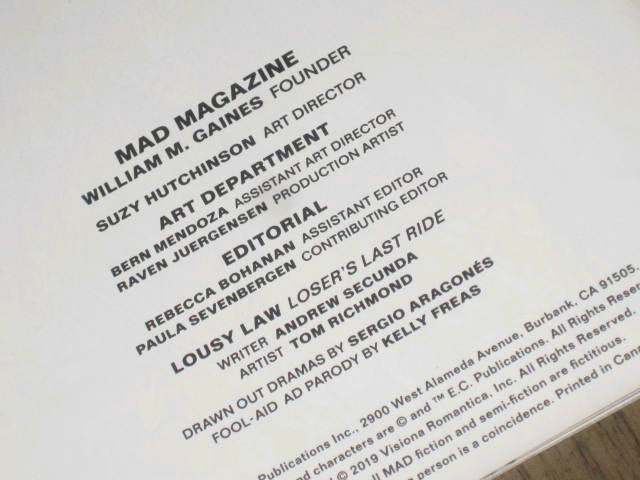 MAD MAGAZINE
WILLIAM M. GAINES FOUNDER
SUZY HUTCHINSON ART DIRECTOR
ART DEPARTMENT
BERN MENDOZA ASSISTANT ART DIRECTOR
RAVEN JUERGENSEN PRODUCTION ARTIST
EDITORIAL
REBECCA BOHANAN ASSISTANT EDITOR
PAULA SEVENBERGEN CONTRIBUTING EDITOR
LOUSY LAW LOSER'S LAST RIDE
WRITER ANDREW SECUNDA
ARTIST TOM RICHMOND
DRAWN OUT DRAMAS BY SERGIO ARAGONÉS
FOOL-AID AD PARODY BY KELLY FREAS
Publications Inc., 2900 West Alameda Avenue, Burbank, CA 91505.
and characters are © and ™ E.C. Publications. All Rights Reserved.
© 2019 Visiona Romantica, Inc. All Rights Reserved.
all MAD fiction and semi-fiction are fictitious.
person is a coincidence. Printed in